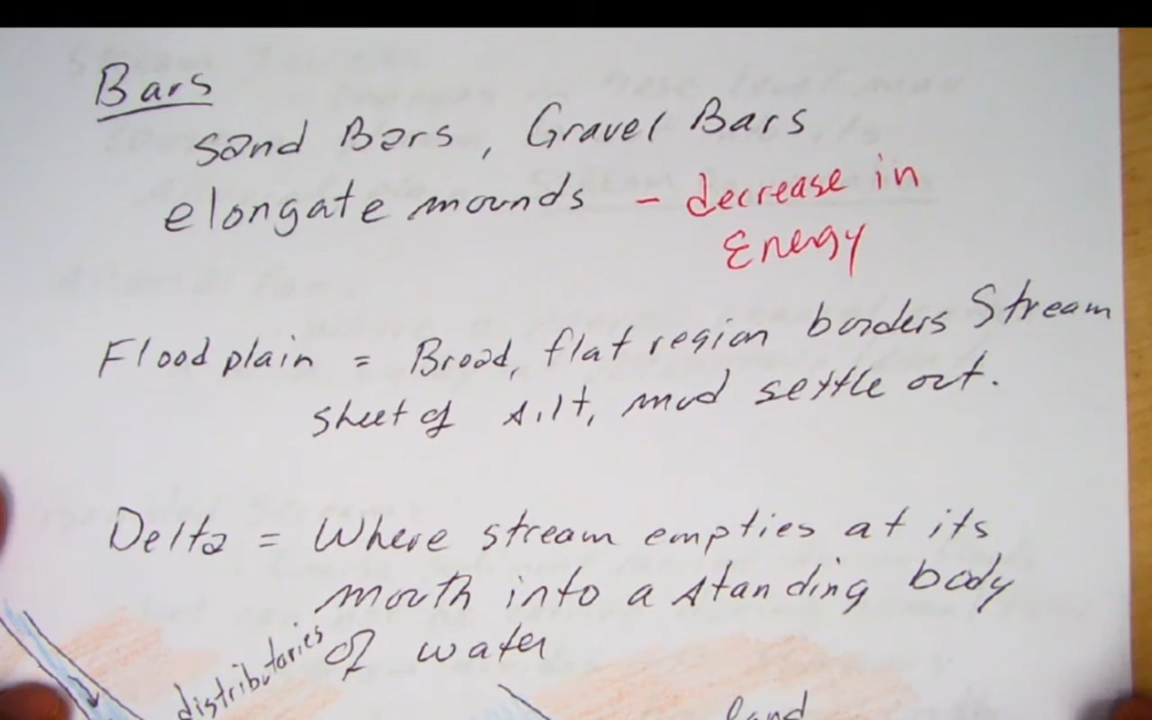 Bars
Sand Bars, Gravel Bars
elongate mounds - decrease in
Energy
Flood plain = Broad, flat region borders Stream
sheet of silt, mud settle out.
Delta = Where stream empties at its
mouth into a standing body
of water
distributaries
land